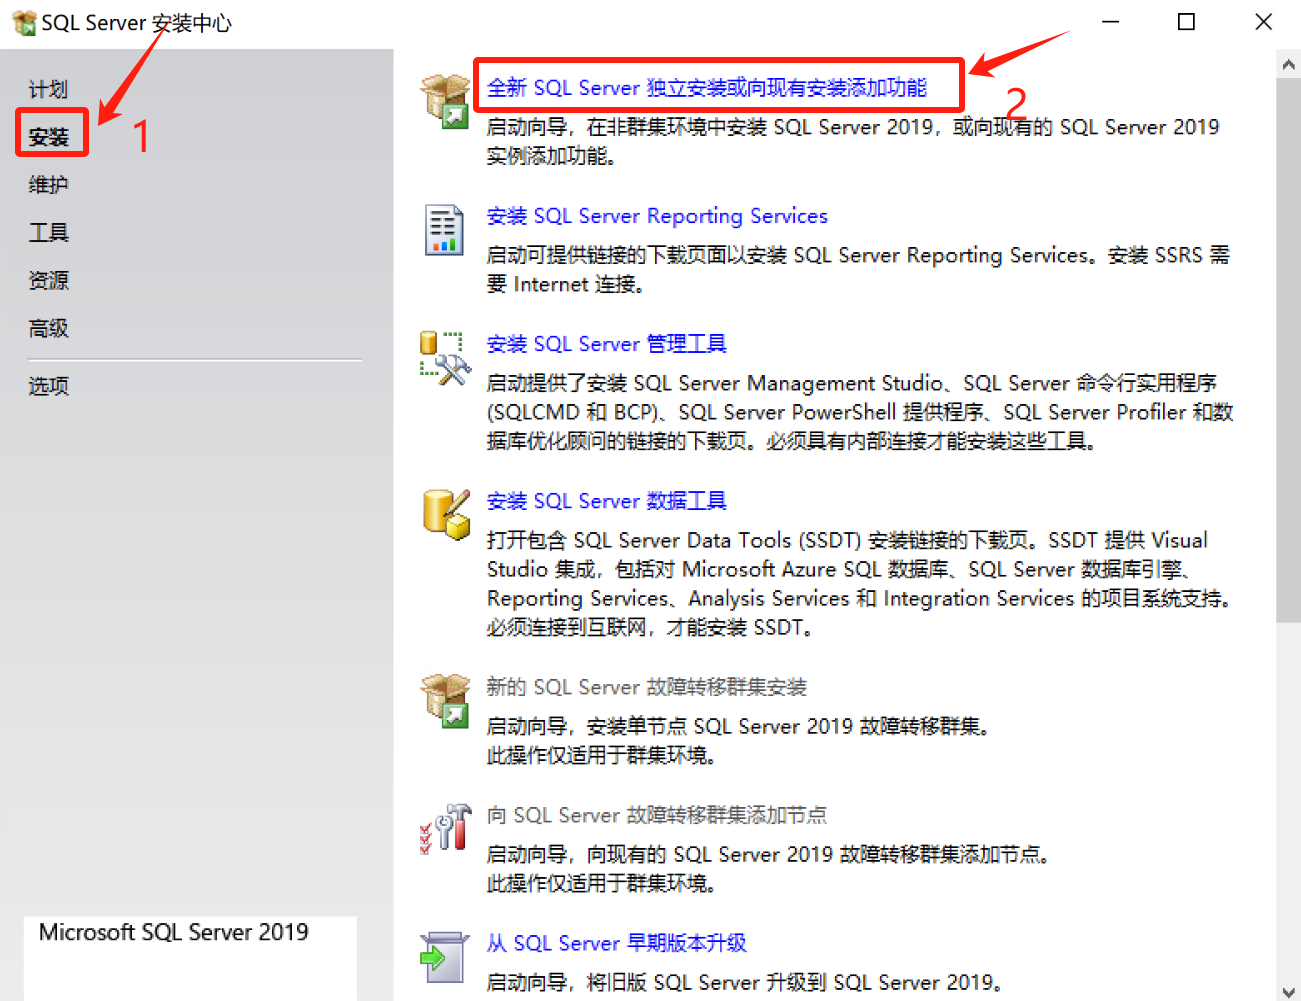 SQL Server 安装中心
计划
安装
1
维护
工具
资源
高级
选项
Microsoft SQL Server 2019
全新 SQL Server 独立安装或向现有安装添加功能
2
启动向导，在非群集环境中安装 SQL Server 2019，或向现有的 SQL Server 2019
实例添加功能。
安装 SQL Server Reporting Services
启动可提供链接的下载页面以安装 SQL Server Reporting Services。安装 SSRS 需
要 Internet 连接。
安装 SQL Server 管理工具
启动提供了安装 SQL Server Management Studio、SQL Server 命令行实用程序
(SQLCMD 和 BCP)、SQL Server PowerShell 提供程序、SQL Server Profiler 和数
据库优化顾问的链接的下载页。必须具有内部连接才能安装这些工具。
安装 SQL Server 数据工具
打开包含 SQL Server Data Tools (SSDT) 安装链接的下载页。SSDT 提供 Visual
Studio 集成，包括对 Microsoft Azure SQL 数据库、SQL Server 数据库引擎、
Reporting Services、Analysis Services 和 Integration Services 的项目系统支持。
必须连接到互联网，才能安装 SSDT。
新的 SQL Server 故障转移群集安装
启动向导，安装单节点 SQL Server 2019 故障转移群集。
此操作仅适用于群集环境。
向 SQL Server 故障转移群集添加节点
启动向导，向现有的 SQL Server 2019 故障转移群集添加节点。
此操作仅适用于群集环境。
从 SQL Server 早期版本升级
启动向导，将旧版 SQL Server 升级到 SQL Server 2019。